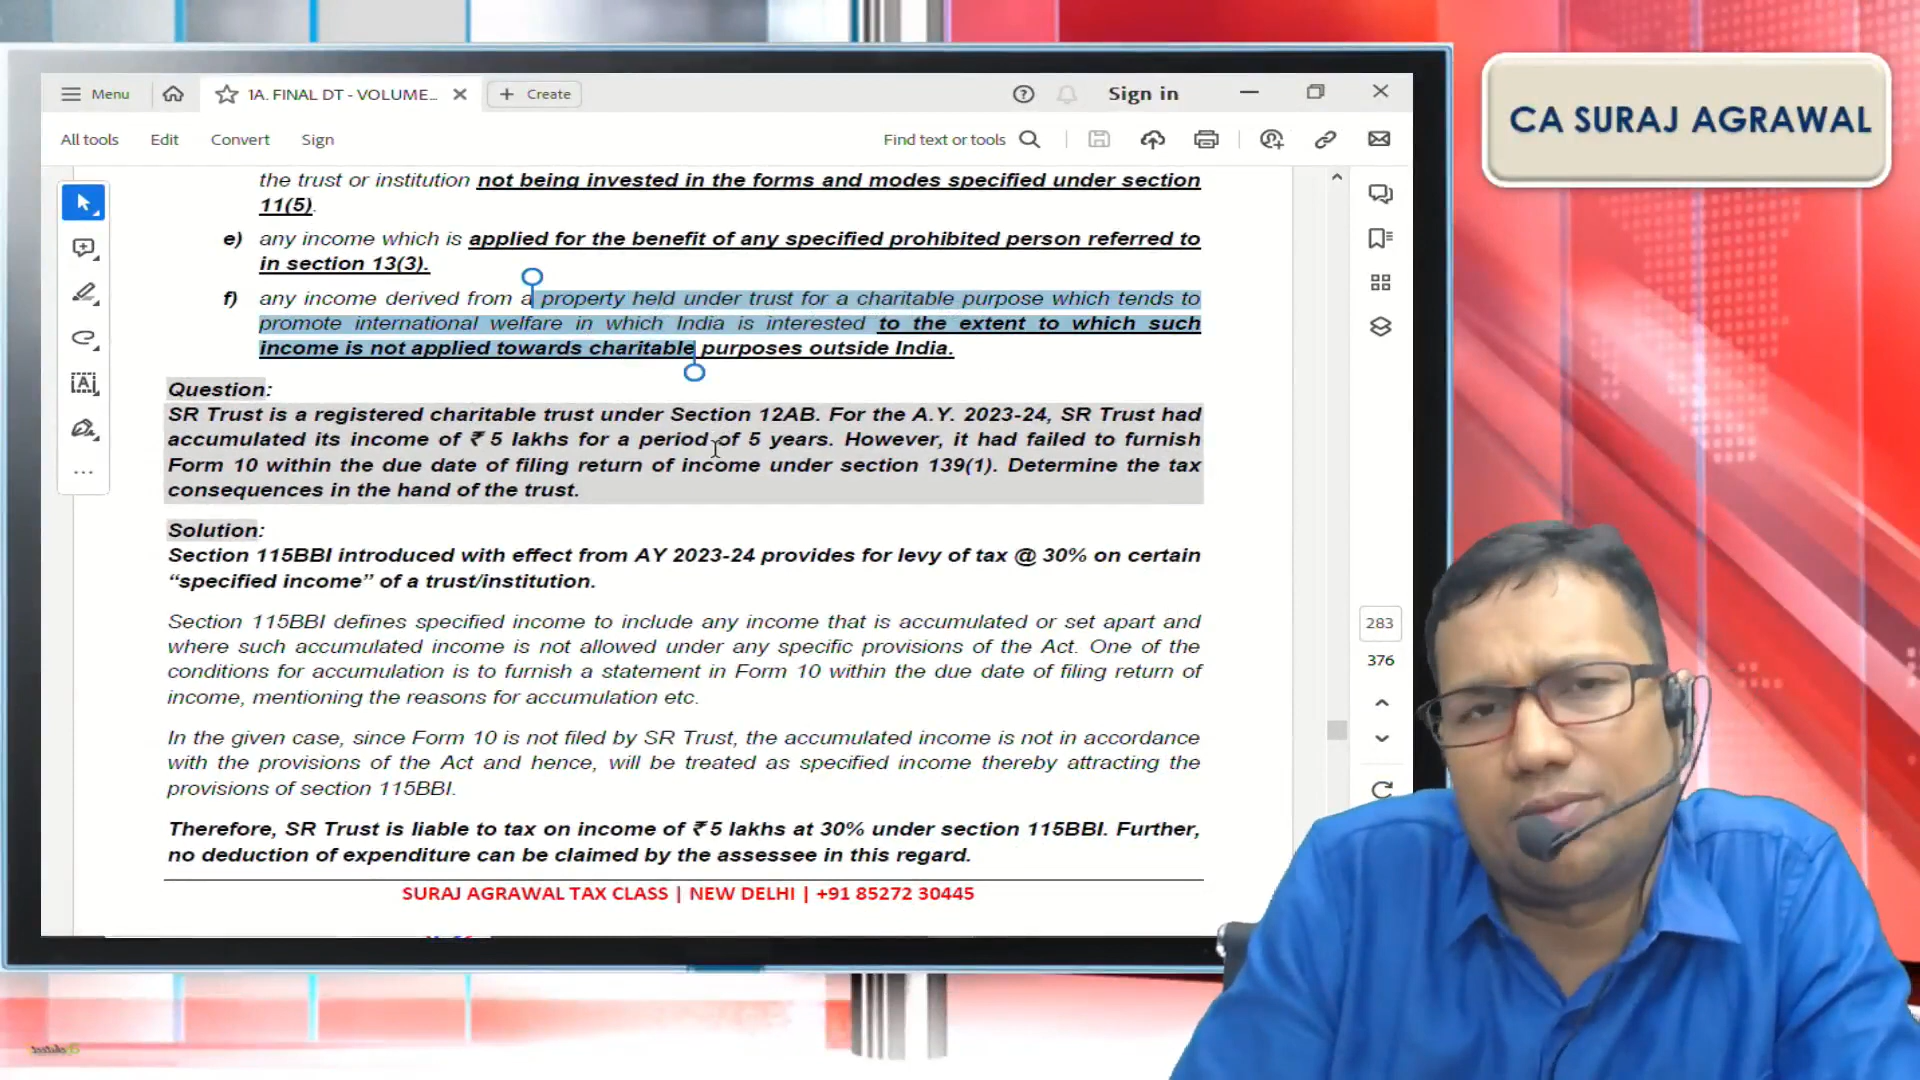 CA SURAJ AGRAWAL
Menu
1A. FINAL DT - VOLUME...
Create
Sign in
All tools
Edit
Convert
Sign
Find text or tools
the trust or institution not being invested in the forms and modes specified under section
11(5).
e) any income which is applied for the benefit of any specified prohibited person referred to
in section 13(3).
f) any income derived from a property held under trust for a charitable purpose which tends to
promote international welfare in which India is interested to the extent to which such
income is not applied towards charitable purposes outside India.
Question:
SR Trust is a registered charitable trust under Section 12AB. For the A.Y. 2023-24, SR Trust had
accumulated its income of ₹ 5 lakhs for a period of 5 years. However, it had failed to furnish
Form 10 within the due date of filing return of income under section 139(1). Determine the tax
consequences in the hand of the trust.
Solution:
Section 115BBI introduced with effect from AY 2023-24 provides for levy of tax @ 30% on certain
“specified income” of a trust/institution.
Section 115BBI defines specified income to include any income that is accumulated or set apart and
where such accumulated income is not allowed under any specific provisions of the Act. One of the
conditions for accumulation is to furnish a statement in Form 10 within the due date of filing return of
income, mentioning the reasons for accumulation etc.
In the given case, since Form 10 is not filed by SR Trust, the accumulated income is not in accordance
with the provisions of the Act and hence, will be treated as specified income thereby attracting the
provisions of section 115BBI.
Therefore, SR Trust is liable to tax on income of ₹ 5 lakhs at 30% under section 115BBI. Further,
no deduction of expenditure can be claimed by the assessee in this regard.
SURAJ AGRAWAL TAX CLASS | NEW DELHI | +91 85272 30445
283
376